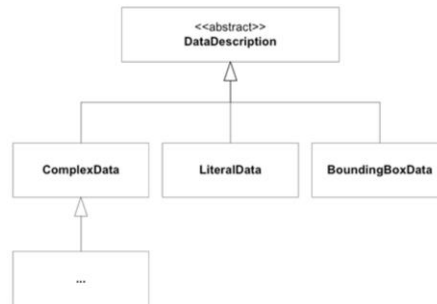 <<abstract>>
DataDescription
ComplexData
LiteralData
BoundingBoxData
...